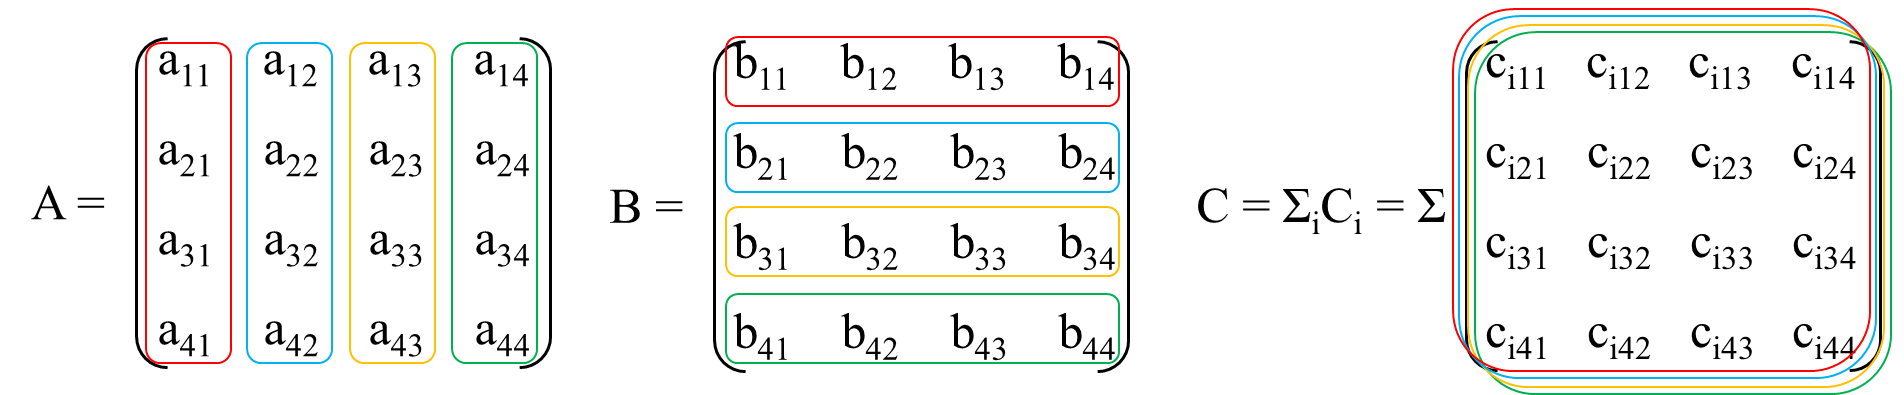 a₁₁ a₁₂ a₁₃ a₁₄
a₂₁ a₂₂ a₂₃ a₂₄
A =
a₃₁ a₃₂ a₃₃ a₃₄
a₄₁ a₄₂ a₄₃ a₄₄
b₁₁ b₁₂ b₁₃ b₁₄
b₂₁ b₂₂ b₂₃ b₂₄
B =
b₃₁ b₃₂ b₃₃ b₃₄
b₄₁ b₄₂ b₄₃ b₄₄
cᵢ₁₁ cᵢ₁₂ cᵢ₁₃ cᵢ₁₄
cᵢ₂₁ cᵢ₂₂ cᵢ₂₃ cᵢ₂₄
C = ΣᵢCᵢ = Σ
cᵢ₃₁ cᵢ₃₂ cᵢ₃₃ cᵢ₃₄
cᵢ₄₁ cᵢ₄₂ cᵢ₄₃ cᵢ₄₄